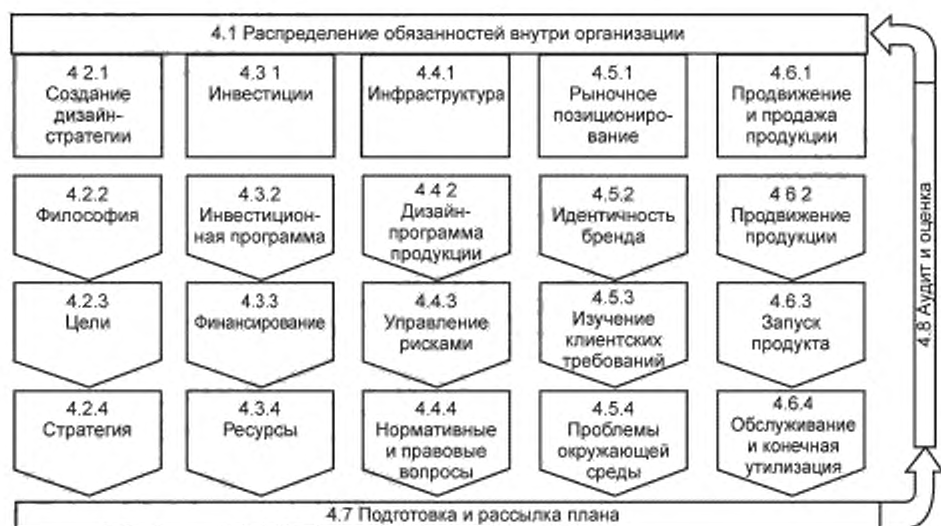 4.1 Распределение обязанностей внутри организации
4 2.1
Создание
дизайн-
стратегии
4.3 1
Инвестиции
4.4.1
Инфраструктура
4.5.1
Рыночное
позициониро-
вание
4.6.1
Продвижение
и продажа
продукции
4.2.2
Философия
4.3.2
Инвестицион-
ная программа
4 4 2
Дизайн-
программа
продукции
4.5.2
Идентичность
бренда
4 6 2
Продвижение
продукции
4.2.3
Цели
4.3.3
Финансирование
4.4.3
Управление
рисками
4.5.3
Изучение
клиентских
требований
4.6.3
Запуск
продукта
4.2.4
Стратегия
4.3.4
Ресурсы
4.4.4
Нормативные
и правовые
вопросы
4.5.4
Проблемы
окружающей
среды
4.6.4
Обслуживание
и конечная
утилизация
4.7 Подготовка и рассылка плана
4.8 Аудит и оценка